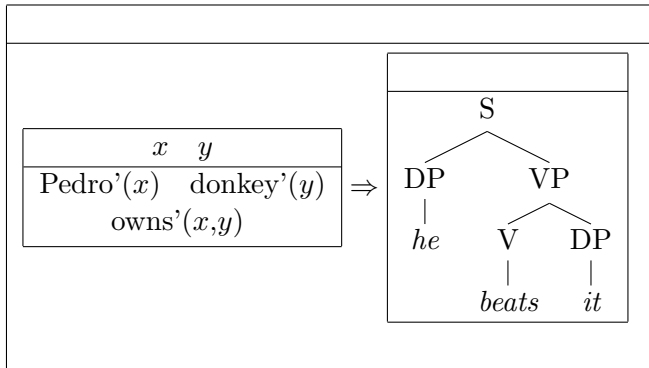 S
x y
Pedro’(x) donkey’(y) ⇒ DP VP
owns’(x,y) he V DP
beats it